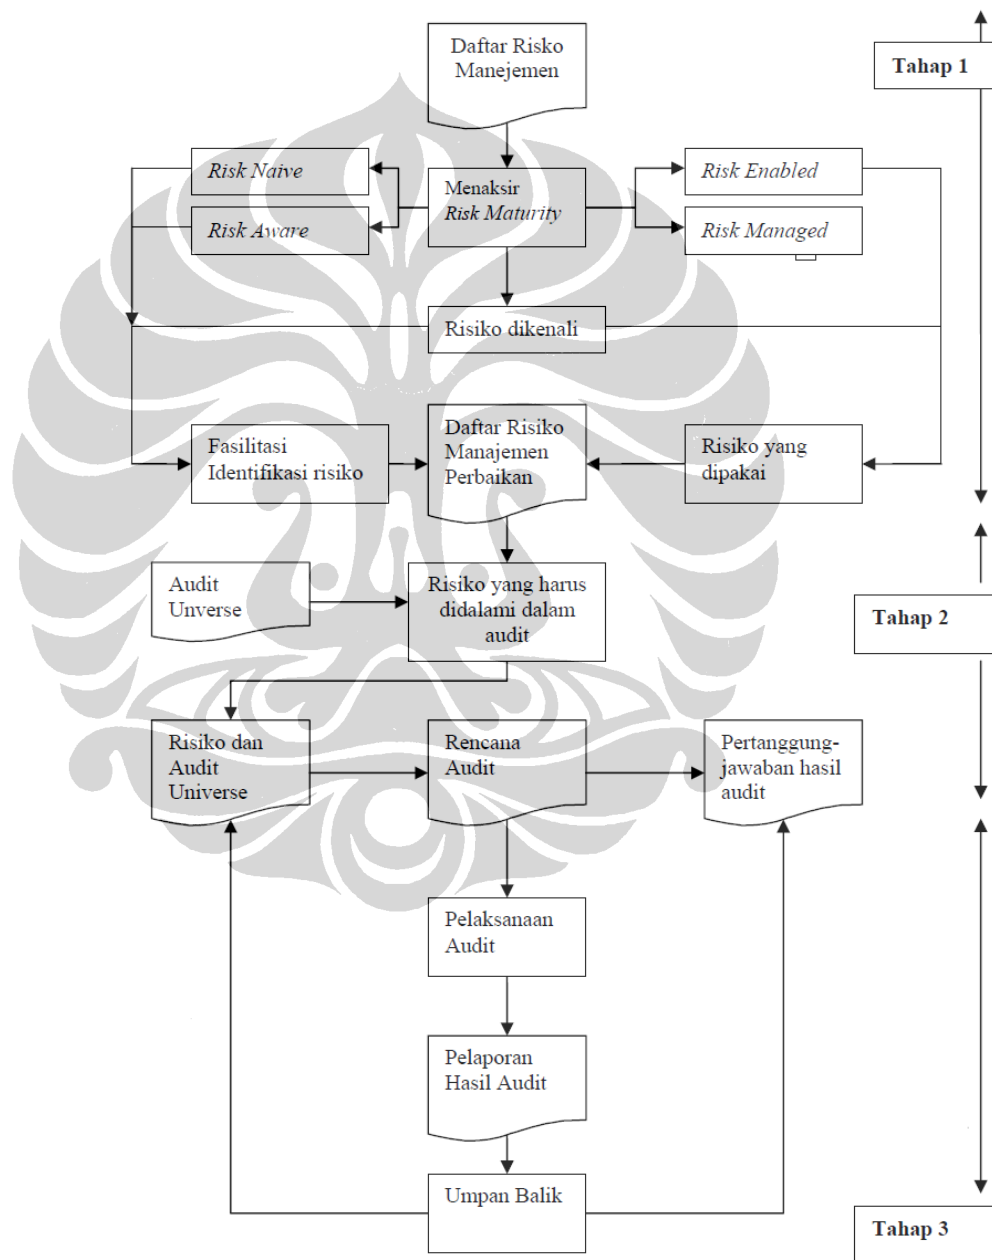 Daftar Risko
Manejemen
Tahap 1
Risk Naive
Menaksir
Risk Maturity
Risk Enabled
Risk Aware
Risk Managed
Risiko dikenali
Fasilitasi
Identifikasi risiko
Daftar Risiko
Manajemen
Perbaikan
Risiko yang
dipakai
Audit
Unverse
Risiko yang harus
didalami dalam
audit
Tahap 2
Risiko dan
Audit
Universe
Rencana
Audit
Pertanggung-
jawaban hasil
audit
Pelaksanaan
Audit
Pelaporan
Hasil Audit
Umpan Balik
Tahap 3